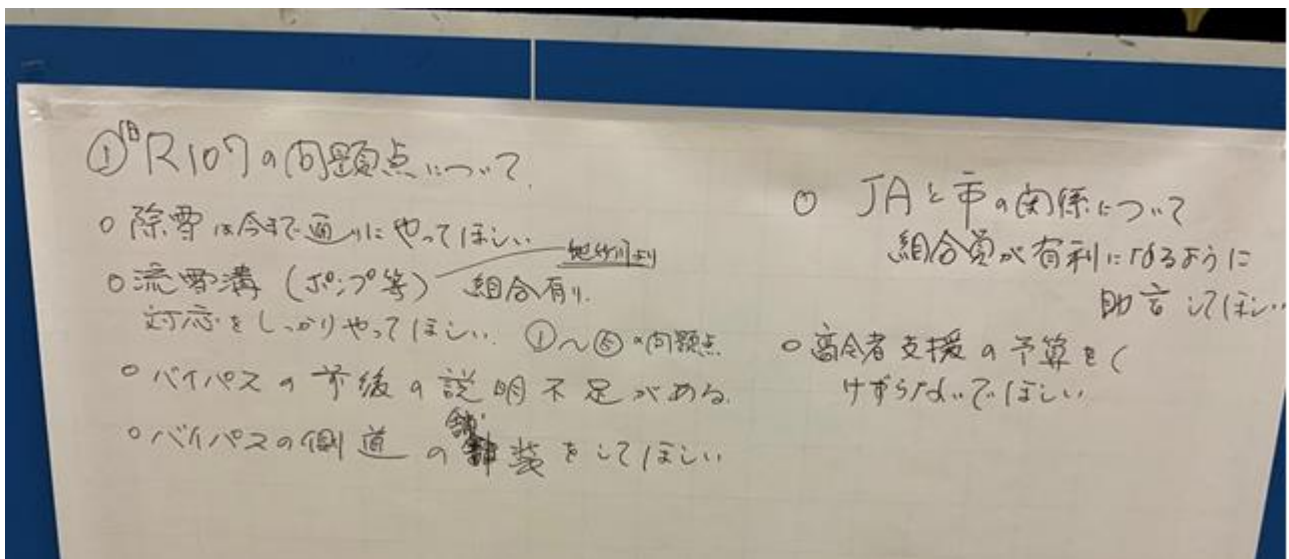 ①旧R107の問題点について
○除雪は今まで通りにやってほしい
○流雪溝（ポンプ等） 組合有り.
川より
対応をしっかりやってほしい. ①〜⑤の問題点
○バイパスの前後の説明不足がある.
○バイパスの側道の舗装をしてほしい
○ JAと市の関係について
組合員が有利になるように
助言してほしい
○高令者支援の予算を
けずらないでほしい